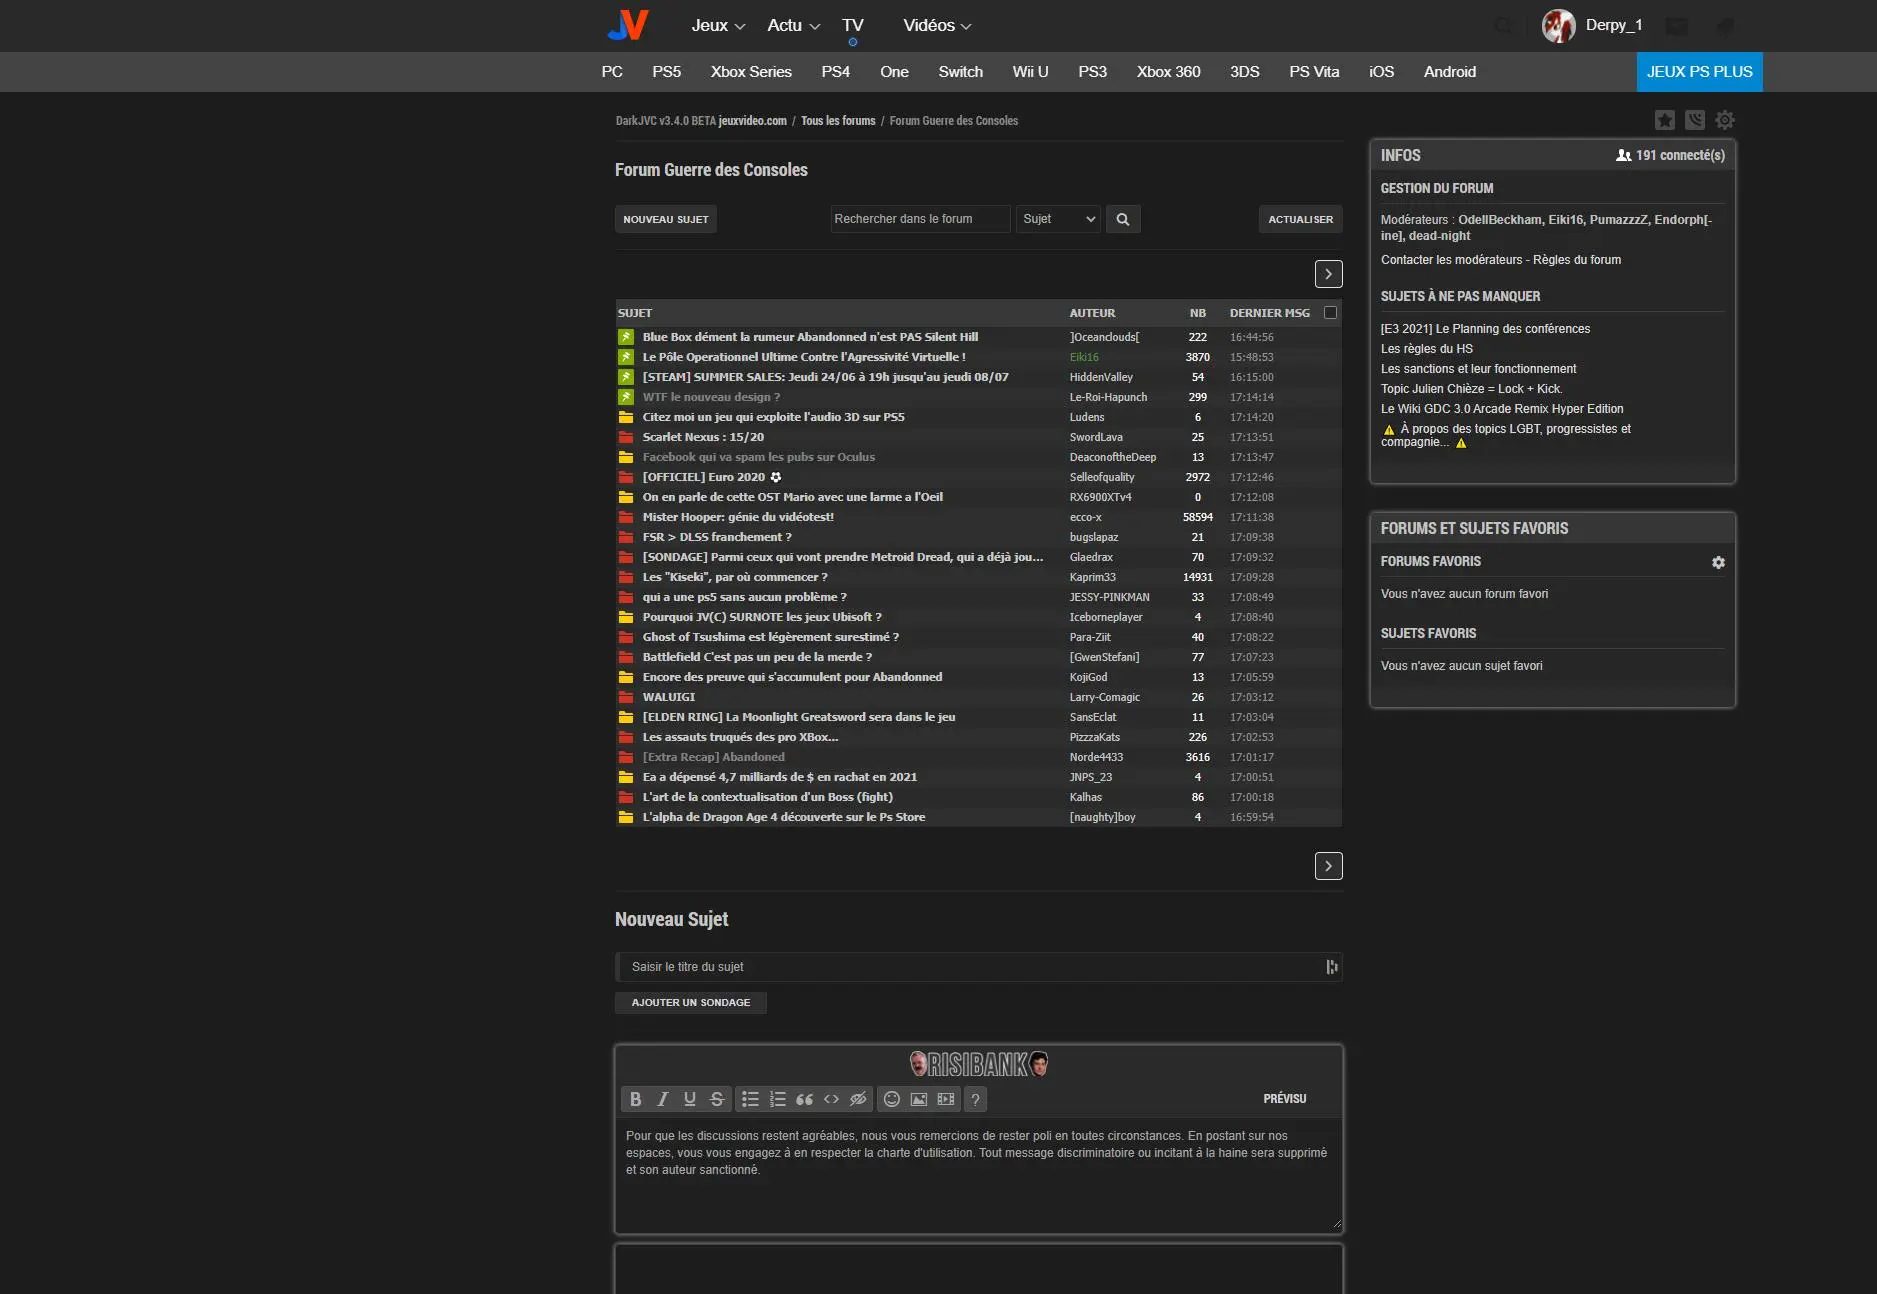 JV Jeux Actu TV Vidéos Derpy_1
PC PS5 Xbox Series PS4 One Switch Wii U PS3 Xbox 360 3DS PS Vita iOS Android JEUX PS PLUS
DarkJVC v3.4.0 BETA jeuxvideo.com / Tous les forums / Forum Guerre des Consoles
Forum Guerre des Consoles
NOUVEAU SUJET Rechercher dans le forum Sujet ACTUALISER
SUJET AUTEUR NB DERNIER MSG
Blue Box dément la rumeur Abandonned n'est PAS Silent Hill ]Oceanclouds[ 222 16:44:56
Le Pôle Operationnel Ultime Contre l'Agressivité Virtuelle ! Eiki16 3870 15:48:53
[STEAM] SUMMER SALES: Jeudi 24/06 à 19h jusqu'au jeudi 08/07 HiddenValley 54 16:15:00
WTF le nouveau design ? Le-Roi-Hapunch 299 17:14:14
Citez moi un jeu qui exploite l'audio 3D sur PS5 Ludens 6 17:14:20
Scarlet Nexus : 15/20 SwordLava 25 17:13:51
Facebook qui va spam les pubs sur Oculus DeaconoftheDeep 13 17:13:47
[OFFICIEL] Euro 2020 ⚽ Selleofquality 2972 17:12:46
On en parle de cette OST Mario avec une larme a l'Oeil RX6900XTv4 0 17:12:08
Mister Hooper: génie du vidéotest! ecco-x 58594 17:11:38
FSR > DLSS franchement ? bugslapaz 21 17:09:38
[SONDAGE] Parmi ceux qui vont prendre Metroid Dread, qui a déjà jou... Glaedrax 70 17:09:32
Les "Kiseki", par où commencer ? Kaprim33 14931 17:09:28
qui a une ps5 sans aucun problème ? JESSY-PINKMAN 33 17:08:49
Pourquoi JV(C) SURNOTE les jeux Ubisoft ? Iceborneplayer 4 17:08:40
Ghost of Tsushima est légèrement surestimé ? Para-Ziit 40 17:08:22
Battlefield C'est pas un peu de la merde ? [GwenStefani] 77 17:07:23
Encore des preuve qui s'accumulent pour Abandonned KojiGod 13 17:05:59
WALUIGI Larry-Comagic 26 17:03:12
[ELDEN RING] La Moonlight Greatsword sera dans le jeu SansEclat 11 17:03:04
Les assauts truqués des pro XBox... PizzzaKats 226 17:02:53
[Extra Recap] Abandoned Norde4433 3616 17:01:17
Ea a dépensé 4,7 milliards de $ en rachat en 2021 JNPS_23 4 17:00:51
L'art de la contextualisation d'un Boss (fight) Kalhas 86 17:00:18
L'alpha de Dragon Age 4 découverte sur le Ps Store [naughty]boy 4 16:59:54
Nouveau Sujet
Saisir le titre du sujet
AJOUTER UN SONDAGE
RISIBANK
B I U S ? PRÉVISU
Pour que les discussions restent agréables, nous vous remercions de rester poli en toutes circonstances. En postant sur nos
espaces, vous vous engagez à en respecter la charte d'utilisation. Tout message discriminatoire ou incitant à la haine sera supprimé
et son auteur sanctionné.
INFOS 191 connecté(s)
GESTION DU FORUM
Modérateurs : OdellBeckham, Eiki16, PumazzzZ, Endorph[-
ine], dead-night
Contacter les modérateurs - Règles du forum
SUJETS À NE PAS MANQUER
[E3 2021] Le Planning des conférences
Les règles du HS
Les sanctions et leur fonctionnement
Topic Julien Chièze = Lock + Kick.
Le Wiki GDC 3.0 Arcade Remix Hyper Edition
⚠ À propos des topics LGBT, progressistes et
compagnie... ⚠
FORUMS ET SUJETS FAVORIS
FORUMS FAVORIS
Vous n'avez aucun forum favori
SUJETS FAVORIS
Vous n'avez aucun sujet favori